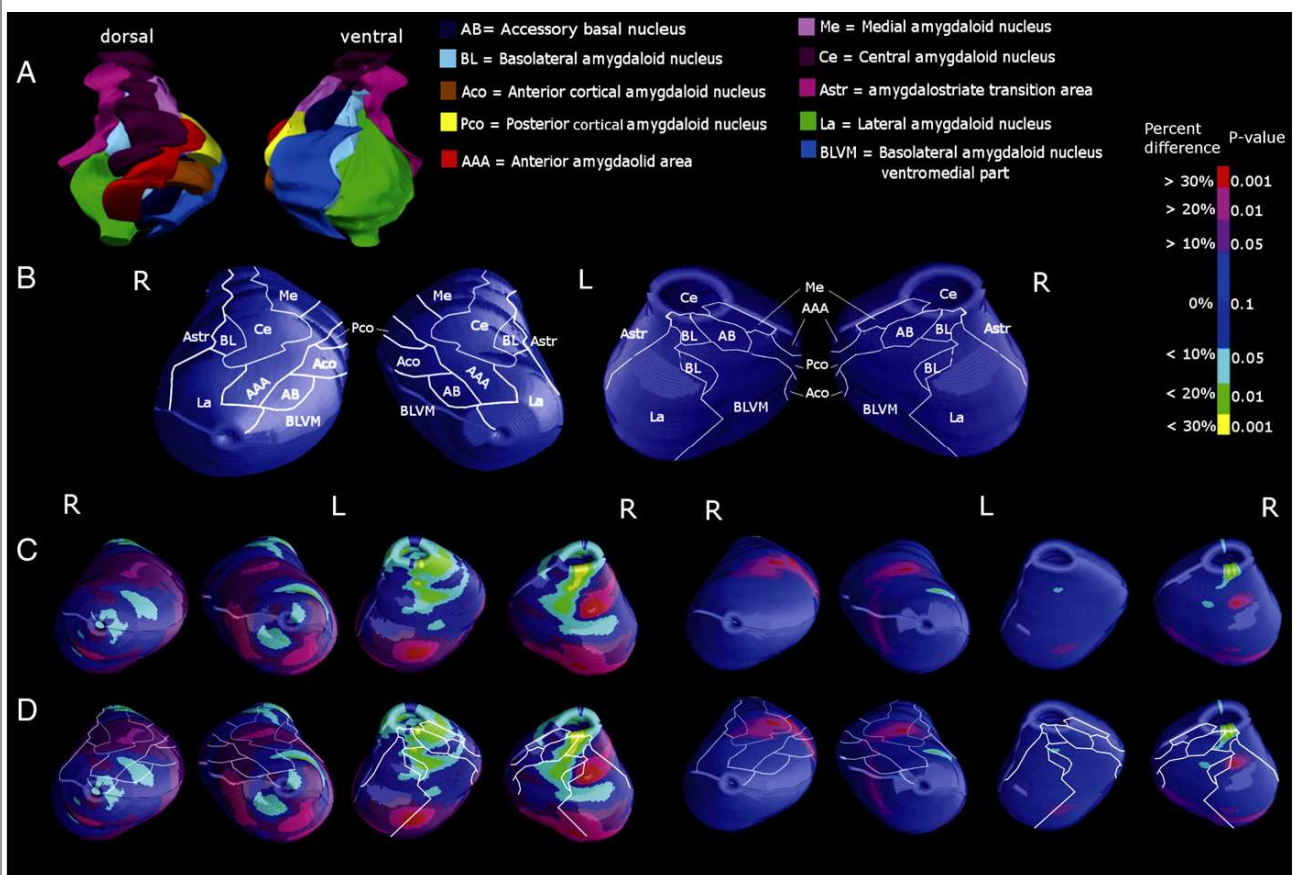 dorsal
ventral
A
AB= Accessory basal nucleus
BL = Basolateral amygdaloid nucleus
Aco = Anterior cortical amygdaloid nucleus
Pco = Posterior cortical amygdaloid nucleus
AAA = Anterior amygdaolid area
Me = Medial amygdaloid nucleus
Ce = Central amygdaloid nucleus
Astr = amygdalostriate transition area
La = Lateral amygdaloid nucleus
BLVM = Basolateral amygdaloid nucleus
ventromedial part
Percent
difference
P-value
> 30% 0.001
> 20% 0.01
> 10% 0.05
0% 0.1
< 10% 0.05
< 20% 0.01
< 30% 0.001
B
R
Me
Astr
BL
Ce
Pco
Aco
AAA
AB
La
BLVM
Me
Ce
BL
Astr
Aco
AAA
AB
BLVM
La
L
Ce
Me
AAA
Astr
BL
AB
BL
Pco
Aco
La
BLVM
Ce
R
AB
BL
Astr
BL
BLVM
La
R
L
R
R
L
R
C
D